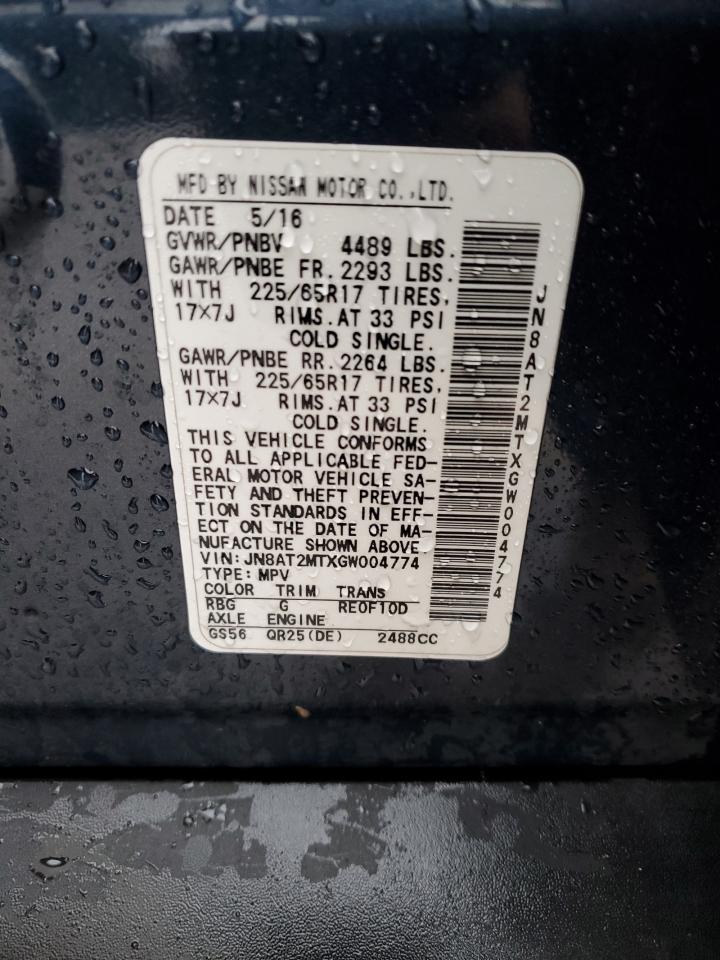 MFD BY NISSAN MOTOR CO.,LTD.
DATE 5/16
GVWR/PNBV 4489 LBS.
GAWR/PNBE FR. 2293 LBS.
WITH 225/65R17 TIRES,
17×7J RIMS.AT 33 PSI
COLD SINGLE.
GAWR/PNBE RR. 2264 LBS.
WITH 225/65R17 TIRES,
17×7J RIMS.AT 33 PSI
COLD SINGLE.
THIS VEHICLE CONFORMS
TO ALL APPLICABLE FED-
ERAL MOTOR VEHICLE SA-
FETY AND THEFT PREVEN-
TION STANDARDS IN EFF-
ECT ON THE DATE OF MA-
NUFACTURE SHOWN ABOVE
VIN:JN8AT2MTXGW004774
TYPE:MPV
COLOR TRIM TRANS
RBG G RE0F10D
AXLE ENGINE
GS56 QR25(DE) 2488CC
JN8AT2MTXGW004774